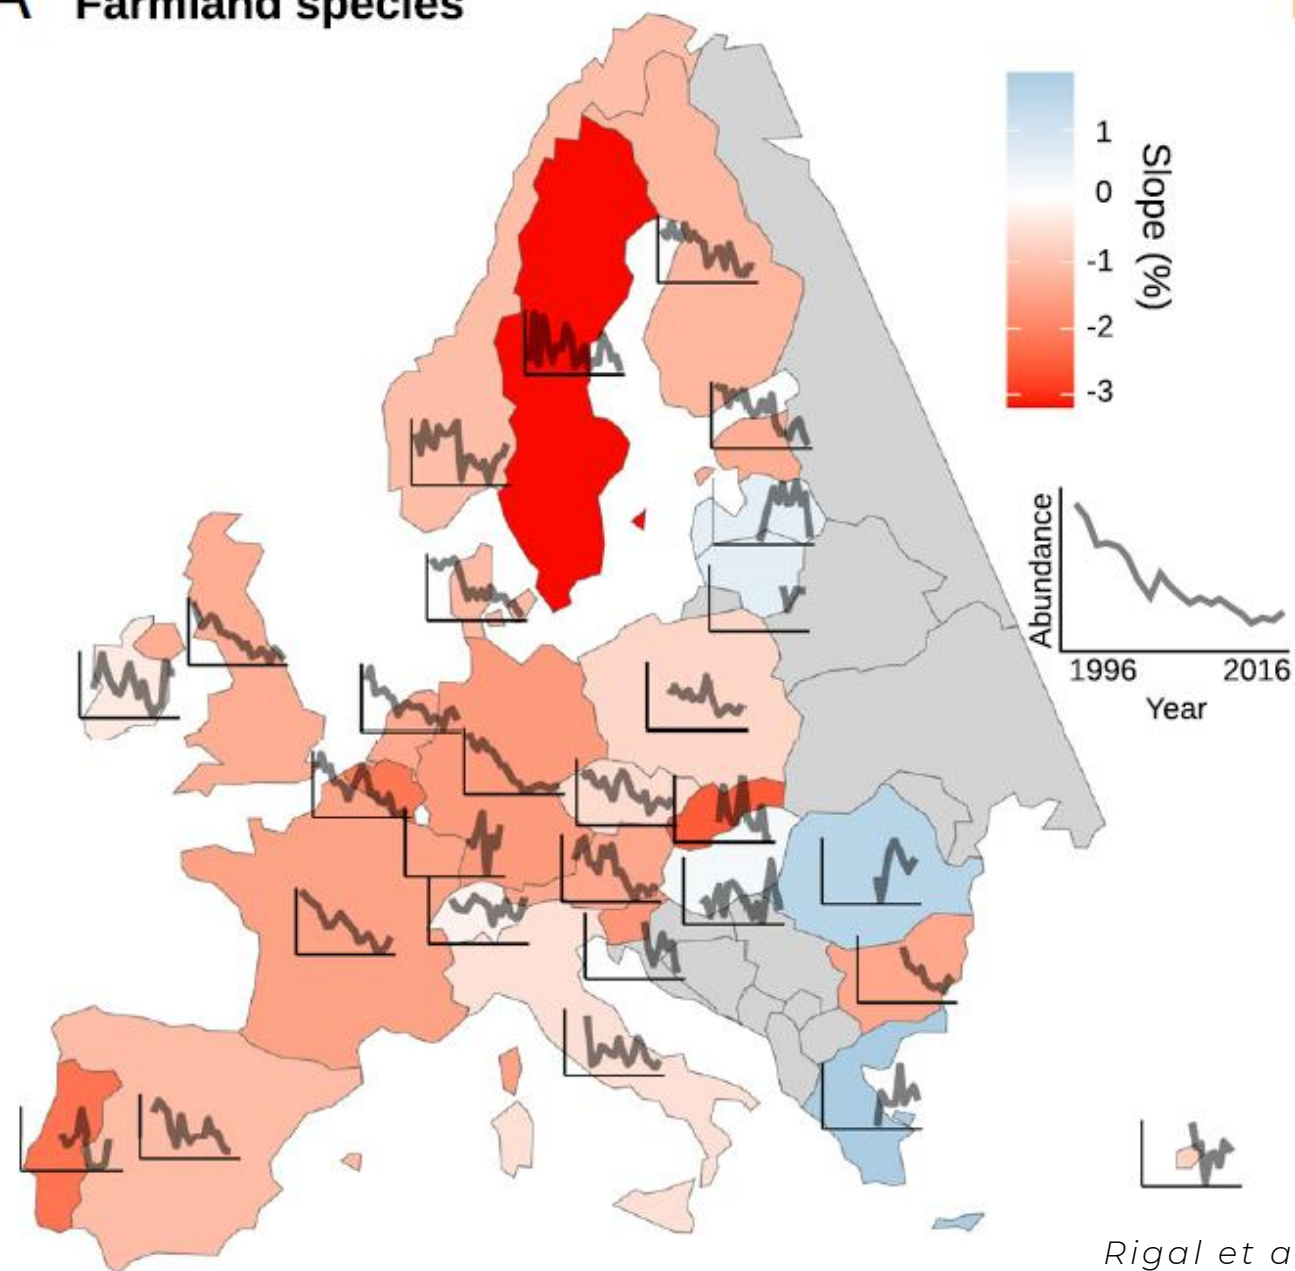 A Farmland species
1
0
-1
-2
-3
Slope (%)
Abundance
1996 2016
Year
Rigal et a